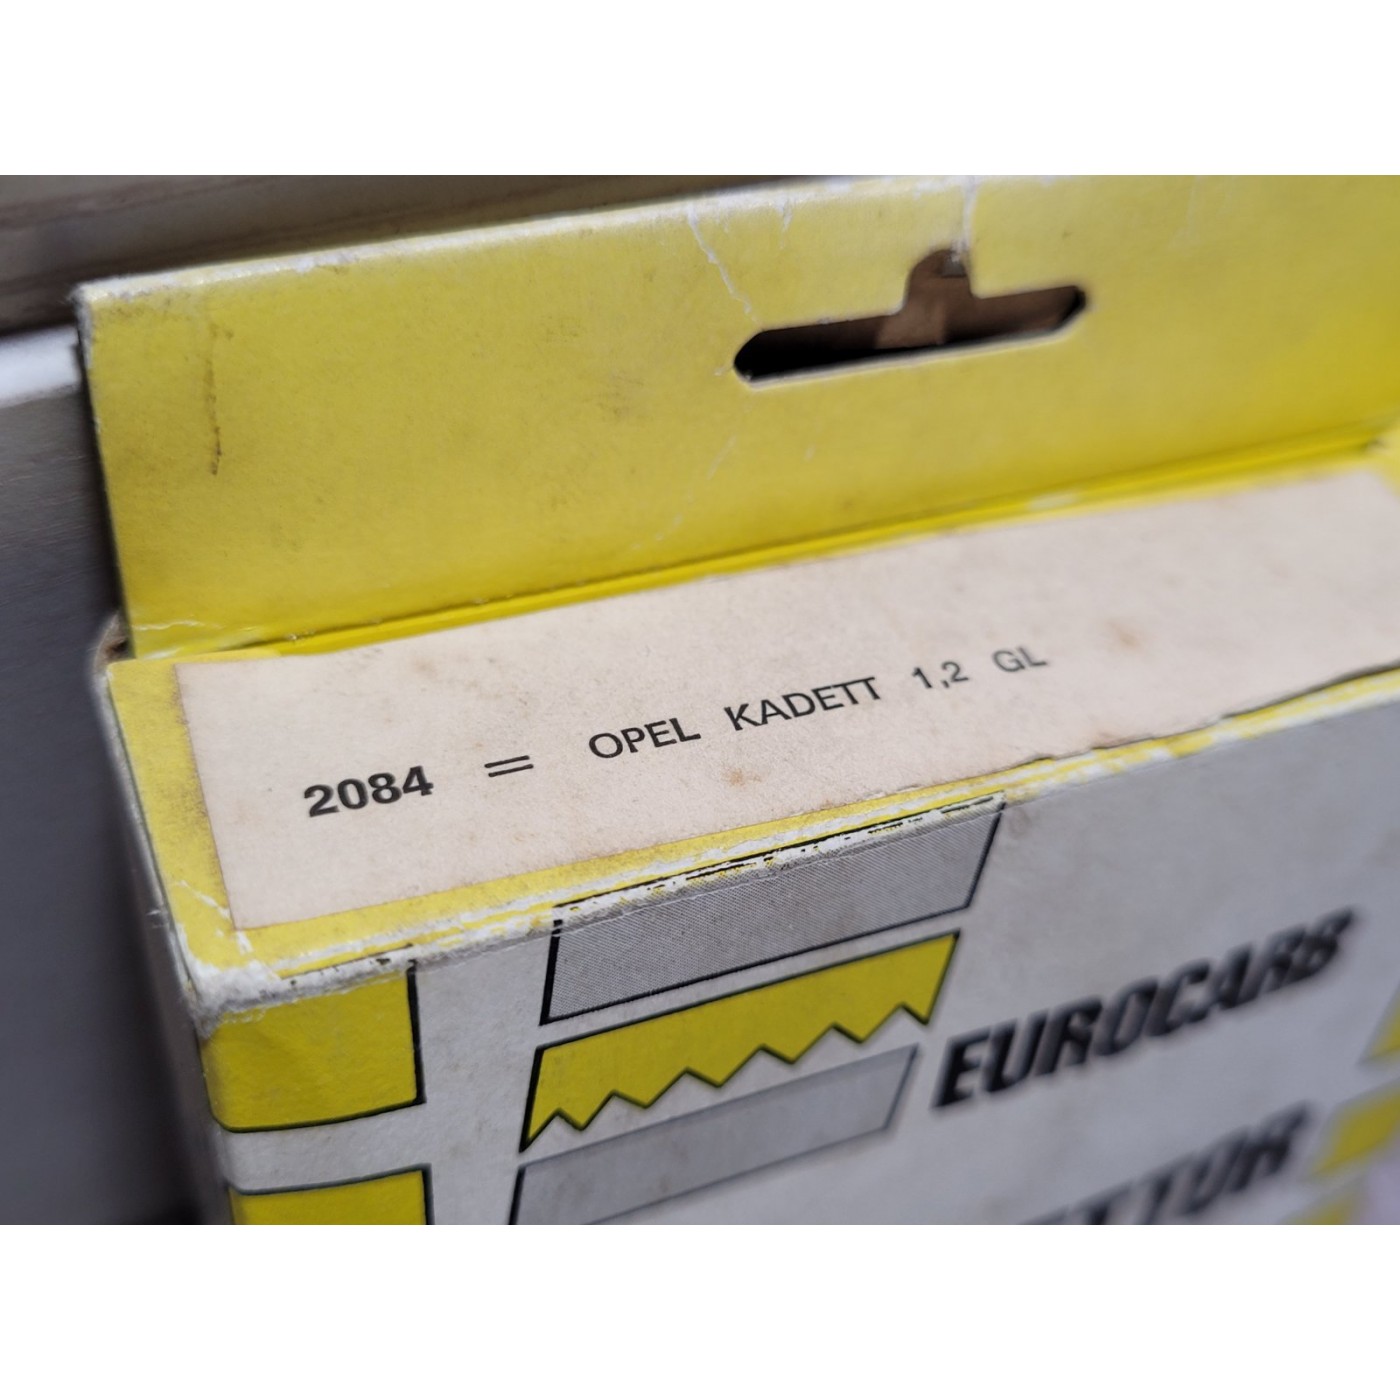 2084 = OPEL KADETT 1,2 GL
EUROCARB